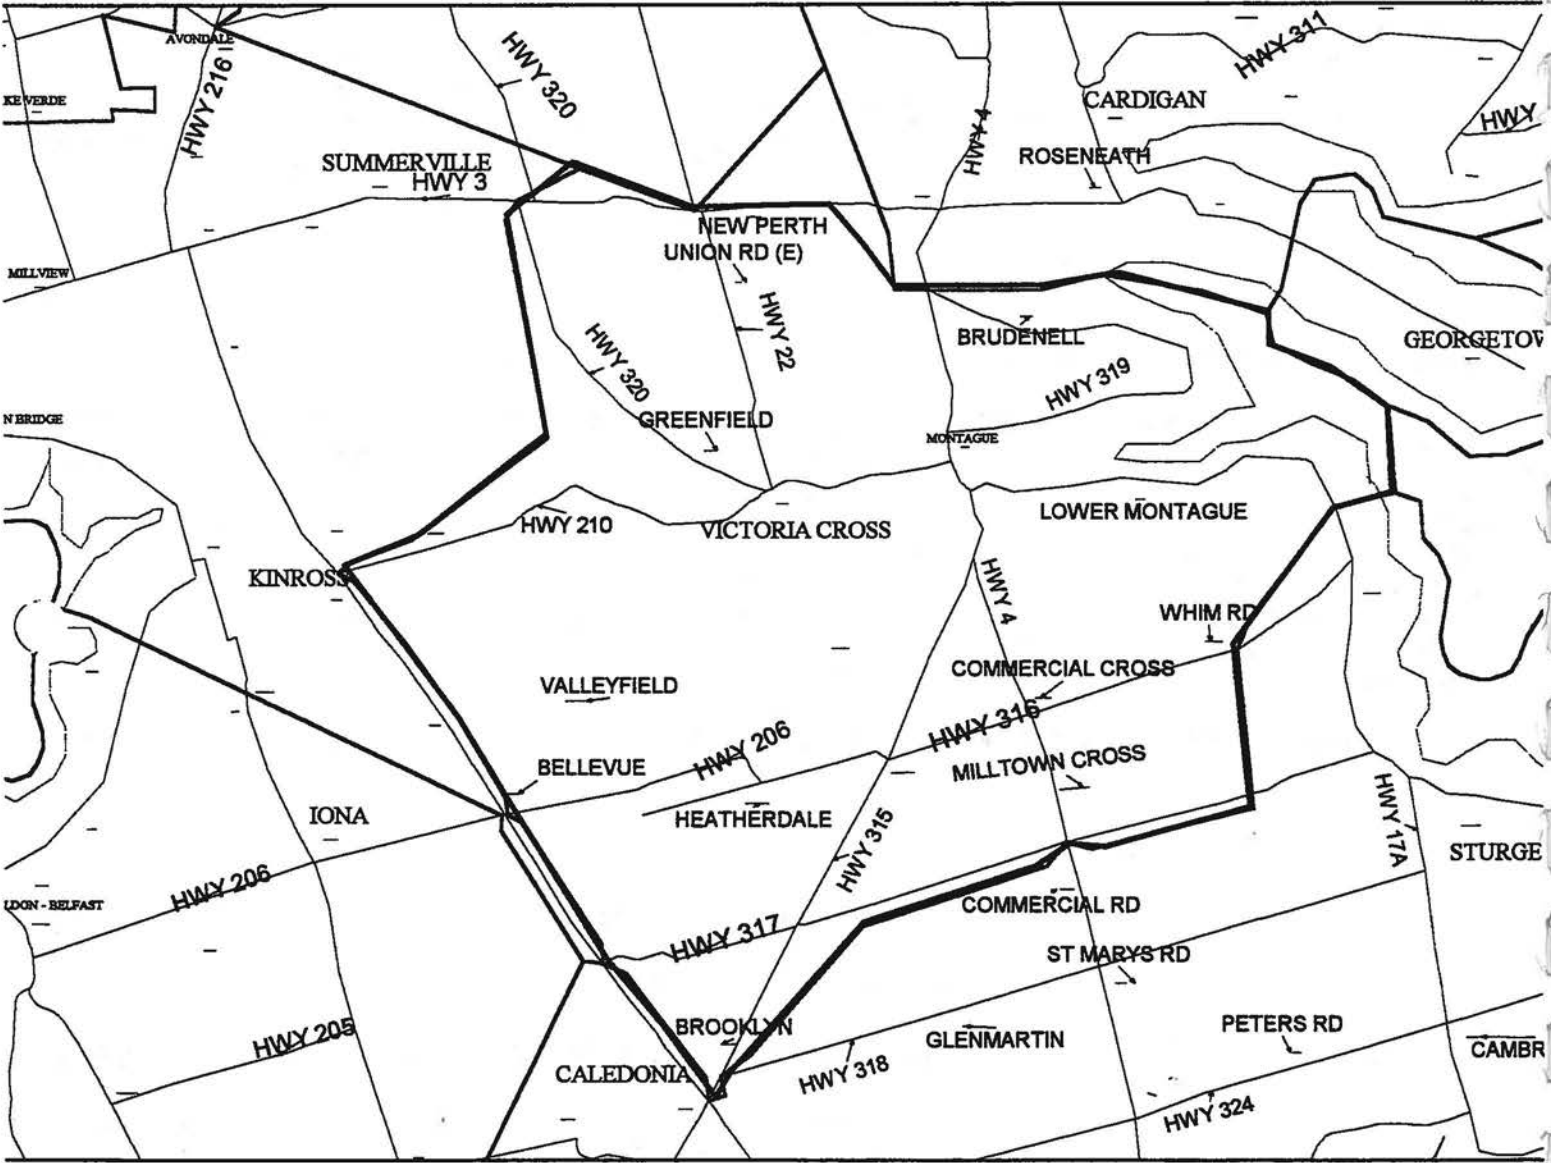 AVONDALE
HWY 216
HWY 320
HWY 311
KE VERDE
CARDIGAN
HWY
HWY 4
SUMMERVILLE
HWY 3
ROSENEATH
NEW PERTH
UNION RD (E)
MILLVIEW
HWY 22
HWY 320
BRUDENELL
GEORGETOW
HWY 319
N BRIDGE
GREENFIELD
MONTAGUE
HWY 210
VICTORIA CROSS
LOWER MONTAGUE
KINROSS
HWY 4
WHIM RD
VALLEYFIELD
COMMERCIAL CROSS
HWY 316
HWY 206
BELLEVUE
MILLTOWN CROSS
IONA
HEATHERDALE
HWY 315
HWY 17A
STURGE
HWY 206
LDON - BELFAST
COMMERCIAL RD
HWY 317
ST MARYS RD
HWY 205
BROOKLYN
GLENMARTIN
PETERS RD
CAMBR
CALEDONIA
HWY 318
HWY 324